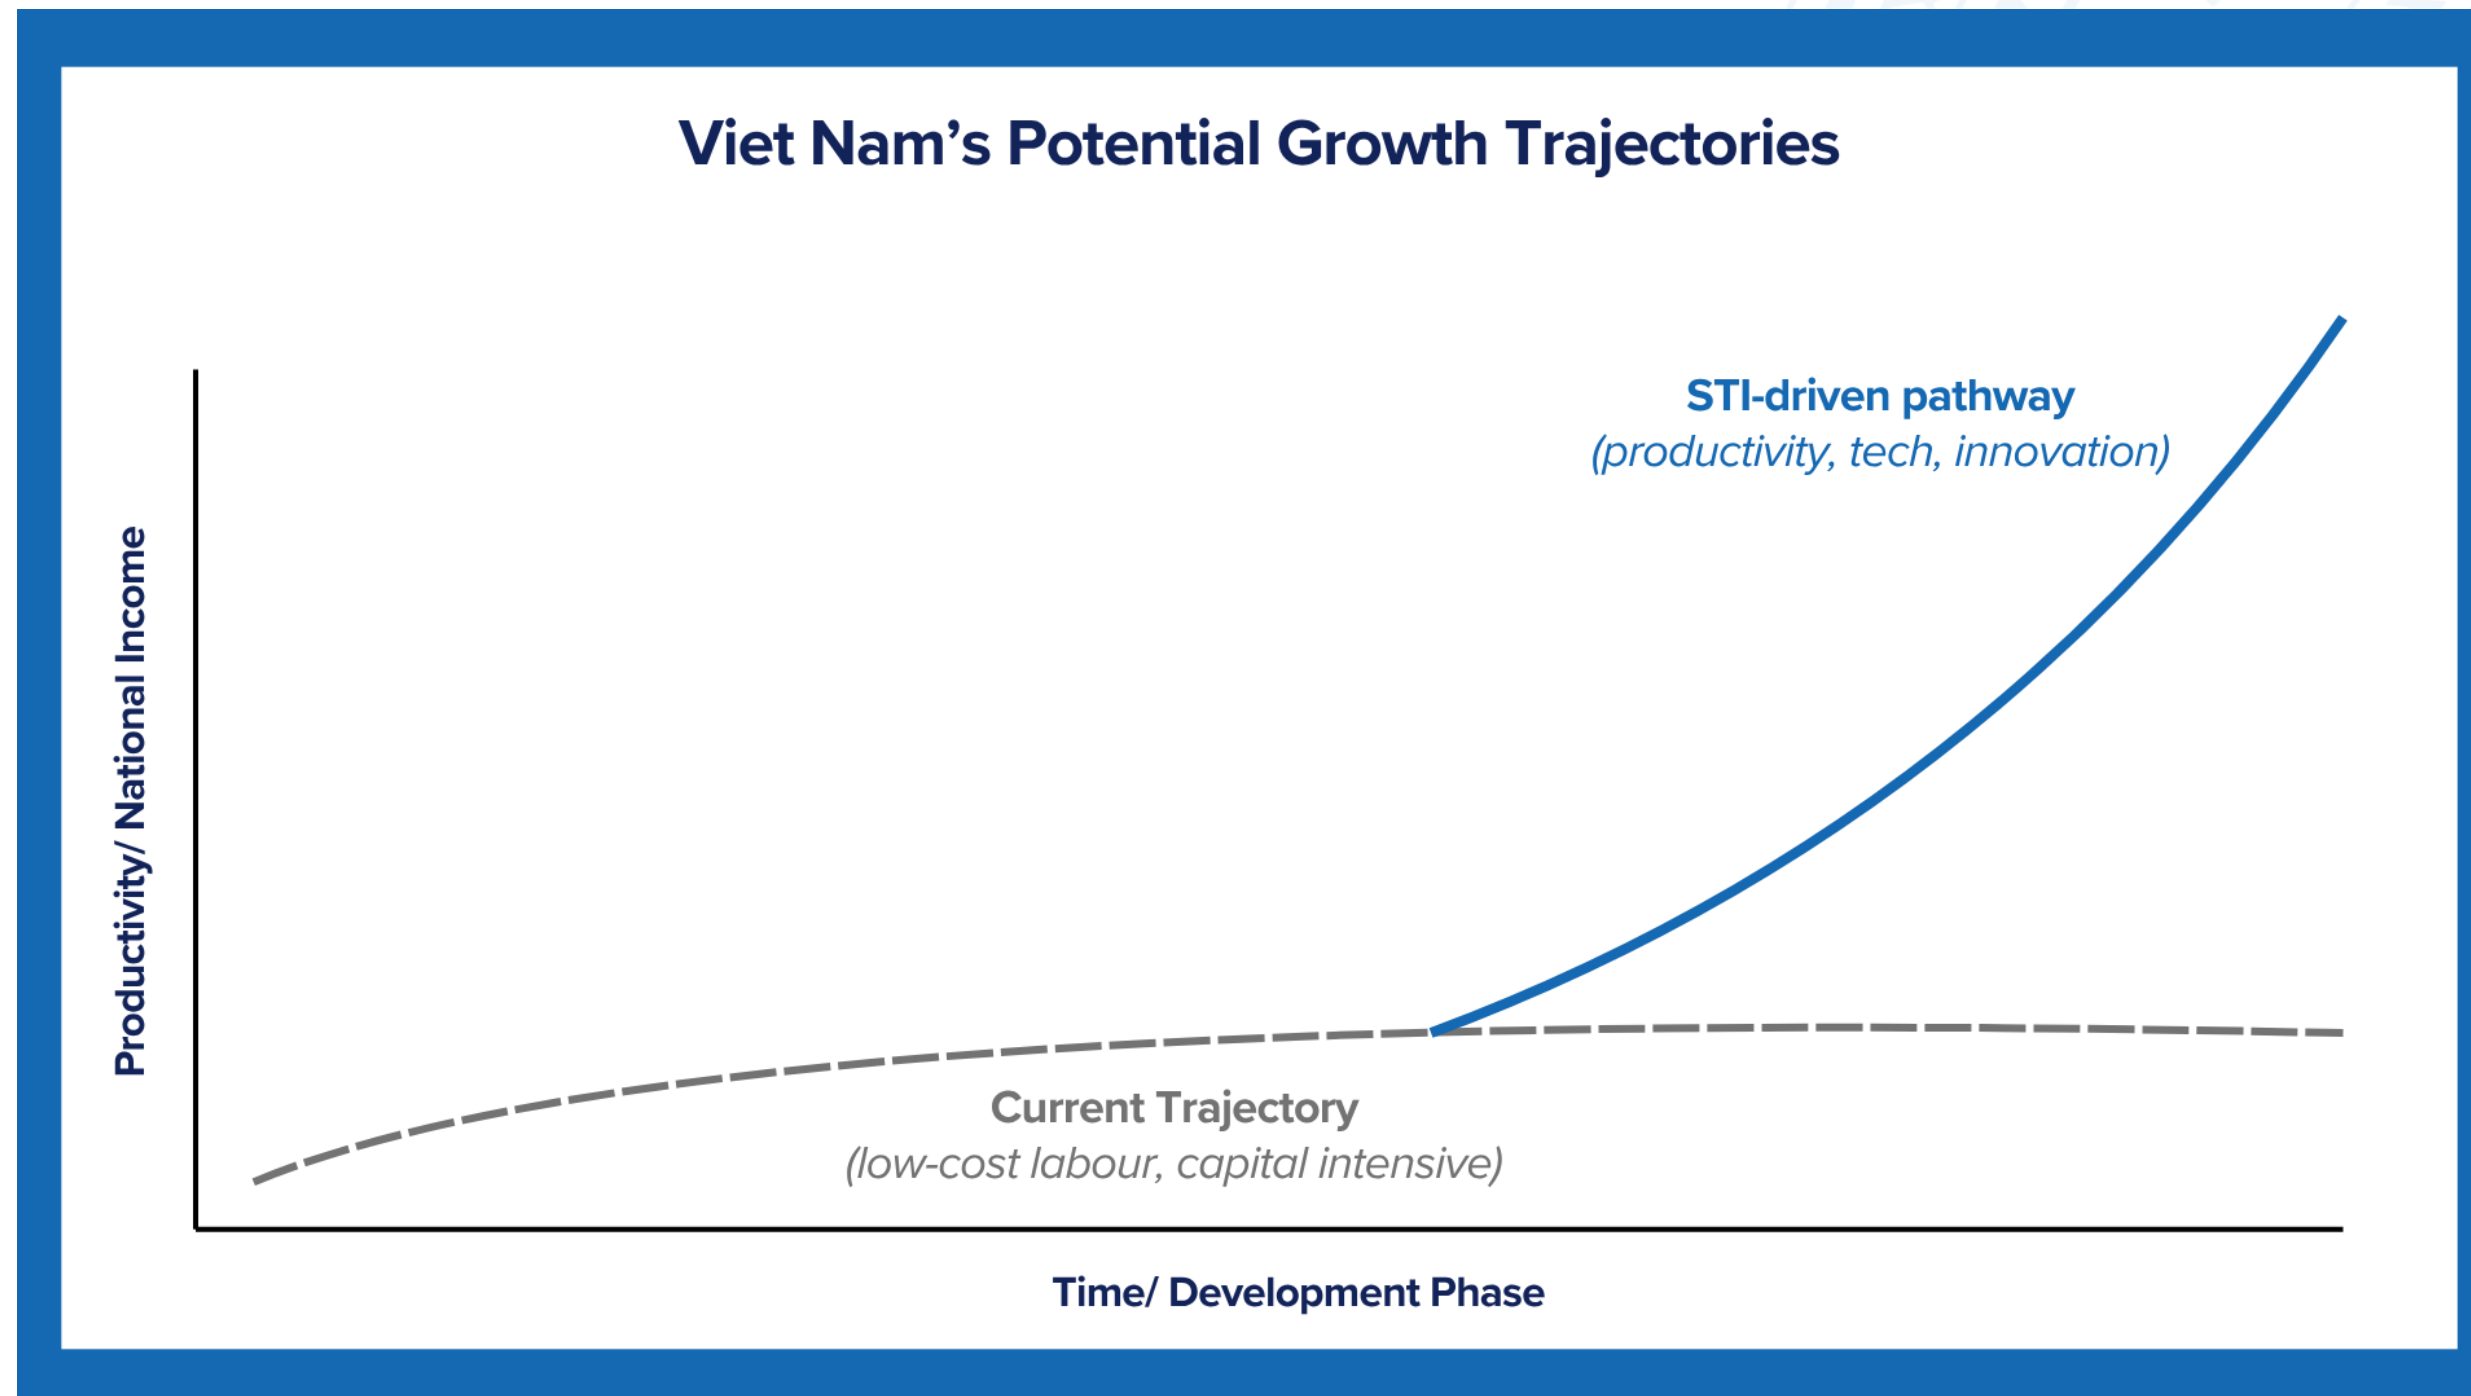 Viet Nam’s Potential Growth Trajectories
STI-driven pathway
(productivity, tech, innovation)
Productivity/ National Income
Current Trajectory
(low-cost labour, capital intensive)
Time/ Development Phase